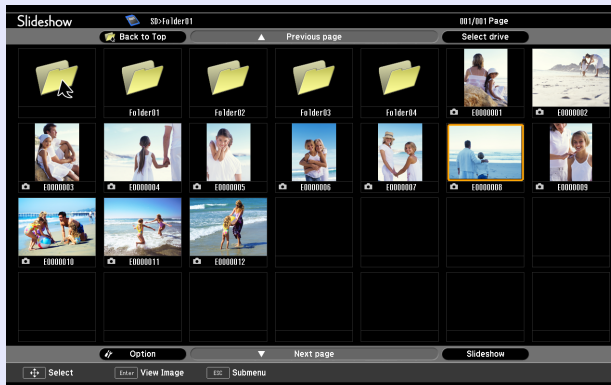 Slideshow SD>Folder01 001/001 Page
Back to Top Previous page Select drive
Folder01 Folder02 Folder03 Folder04 E0000001 E0000002
E0000003 E0000004 E0000005 E0000006 E0000007 E0000008 E0000009
E0000010 E0000011 E0000012
Option Next page Slideshow
Select Enter View Image ESC Submenu